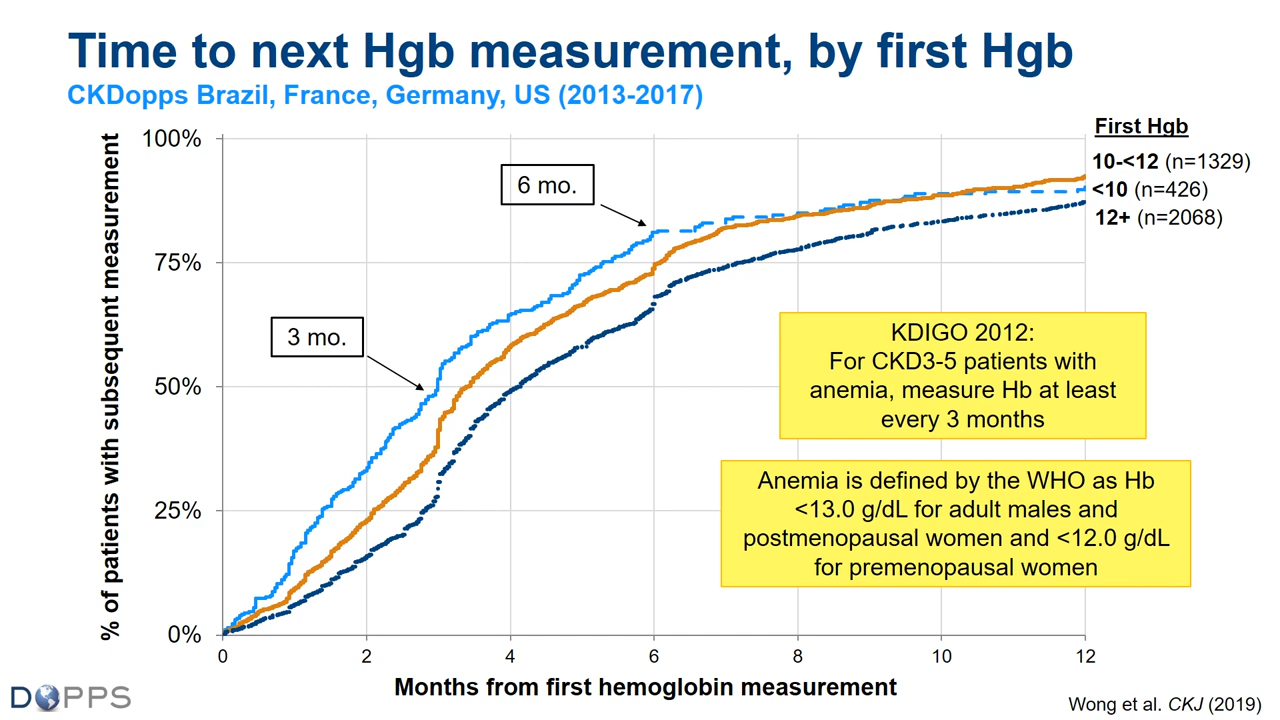 Time to next Hgb measurement, by first Hgb
CKDopps Brazil, France, Germany, US (2013-2017)
% of patients with subsequent measurement
100%
75%
50%
25%
0%
0
2
4
6
8
10
12
Months from first hemoglobin measurement
3 mo.
6 mo.
First Hgb
10-<12 (n=1329)
<10 (n=426)
12+ (n=2068)
KDIGO 2012:
For CKD3-5 patients with
anemia, measure Hb at least
every 3 months
Anemia is defined by the WHO as Hb
<13.0 g/dL for adult males and
postmenopausal women and <12.0 g/dL
for premenopausal women
DOPPS
Wong et al. CKJ (2019)